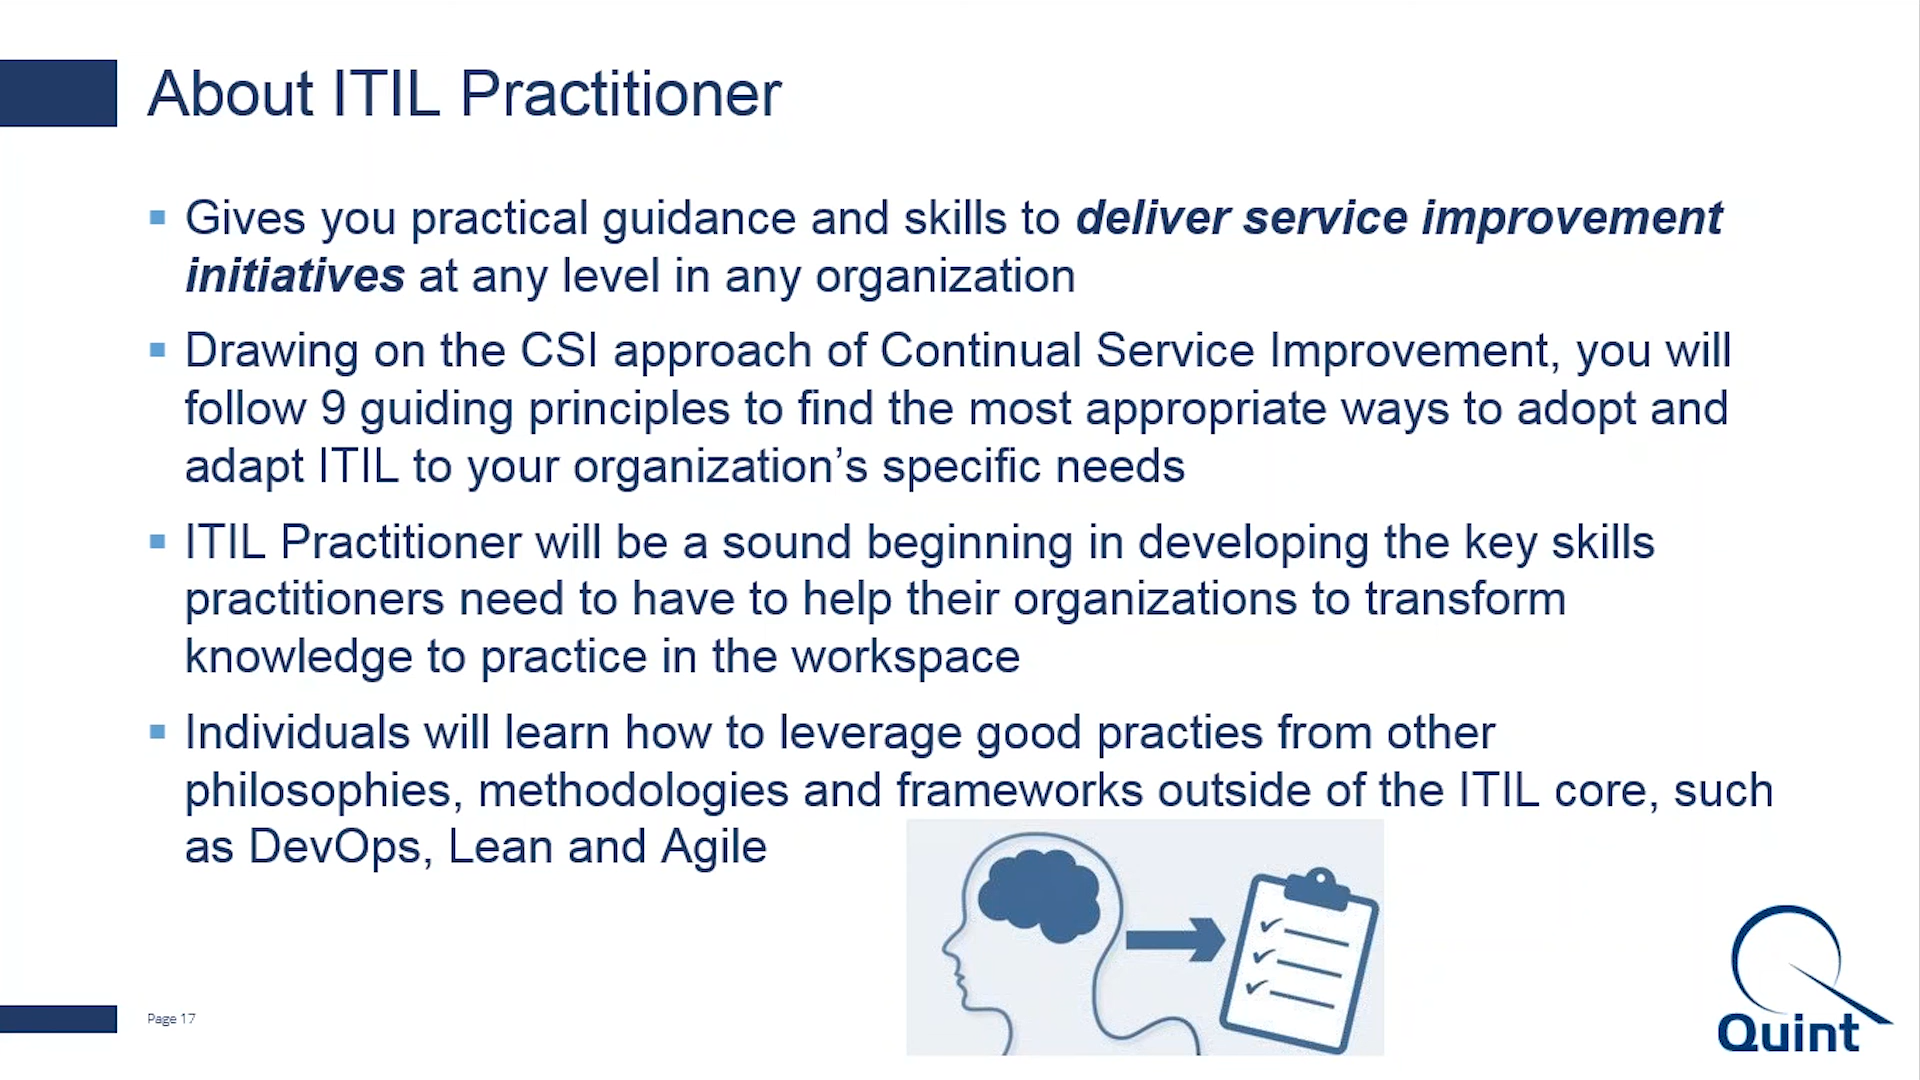 About ITIL Practitioner
Gives you practical guidance and skills to deliver service improvement
initiatives at any level in any organization
Drawing on the CSI approach of Continual Service Improvement, you will
follow 9 guiding principles to find the most appropriate ways to adopt and
adapt ITIL to your organization’s specific needs
ITIL Practitioner will be a sound beginning in developing the key skills
practitioners need to have to help their organizations to transform
knowledge to practice in the workspace
Individuals will learn how to leverage good practies from other
philosophies, methodologies and frameworks outside of the ITIL core, such
as DevOps, Lean and Agile
Page 17
Quint